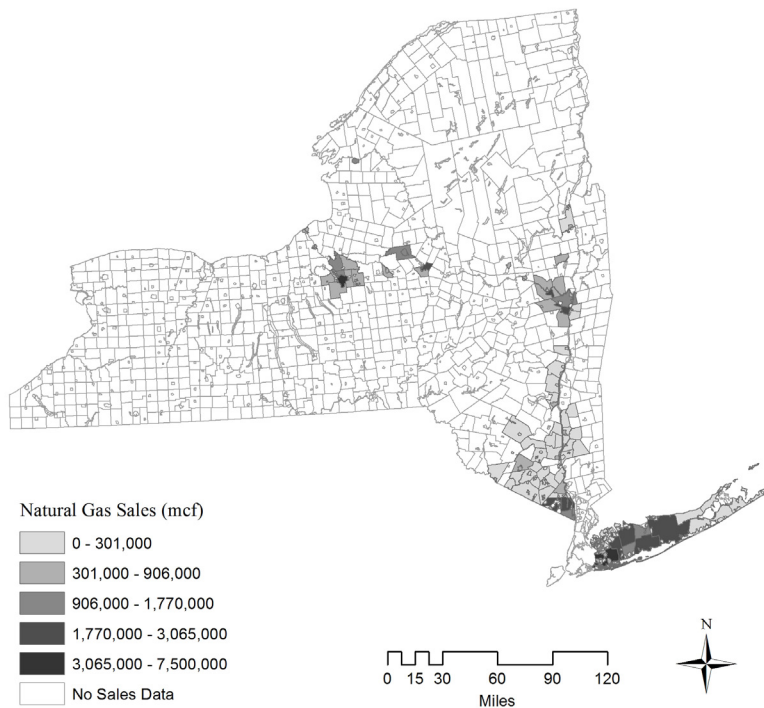 Natural Gas Sales (mcf)
0 - 301,000
301,000 - 906,000
906,000 - 1,770,000
1,770,000 - 3,065,000
3,065,000 - 7,500,000
No Sales Data
N
0 15 30 60 90 120
Miles